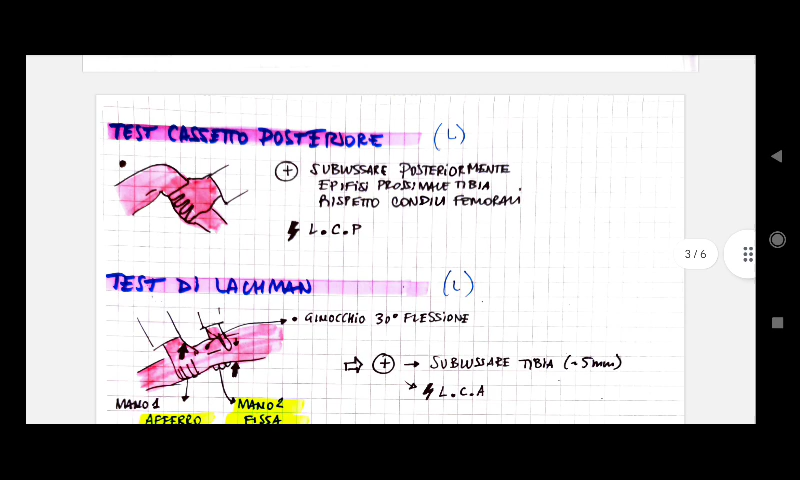 TEST CASSETTO POSTERIORE (L)
+ SUBLUSSARE POSTERIORMENTE
EPIFISI PROSSIMALE TIBIA
RISPETTO CONDILI FEMORALI
L.C.P
3/6
TEST DI LACHMAN (L)
• GINOCCHIO 30° FLESSIONE
⇨ + → SUBLUSSARE TIBIA (~5mm)
L.C.A
MANO 1
AFFERRO
MANO 2
FISSA